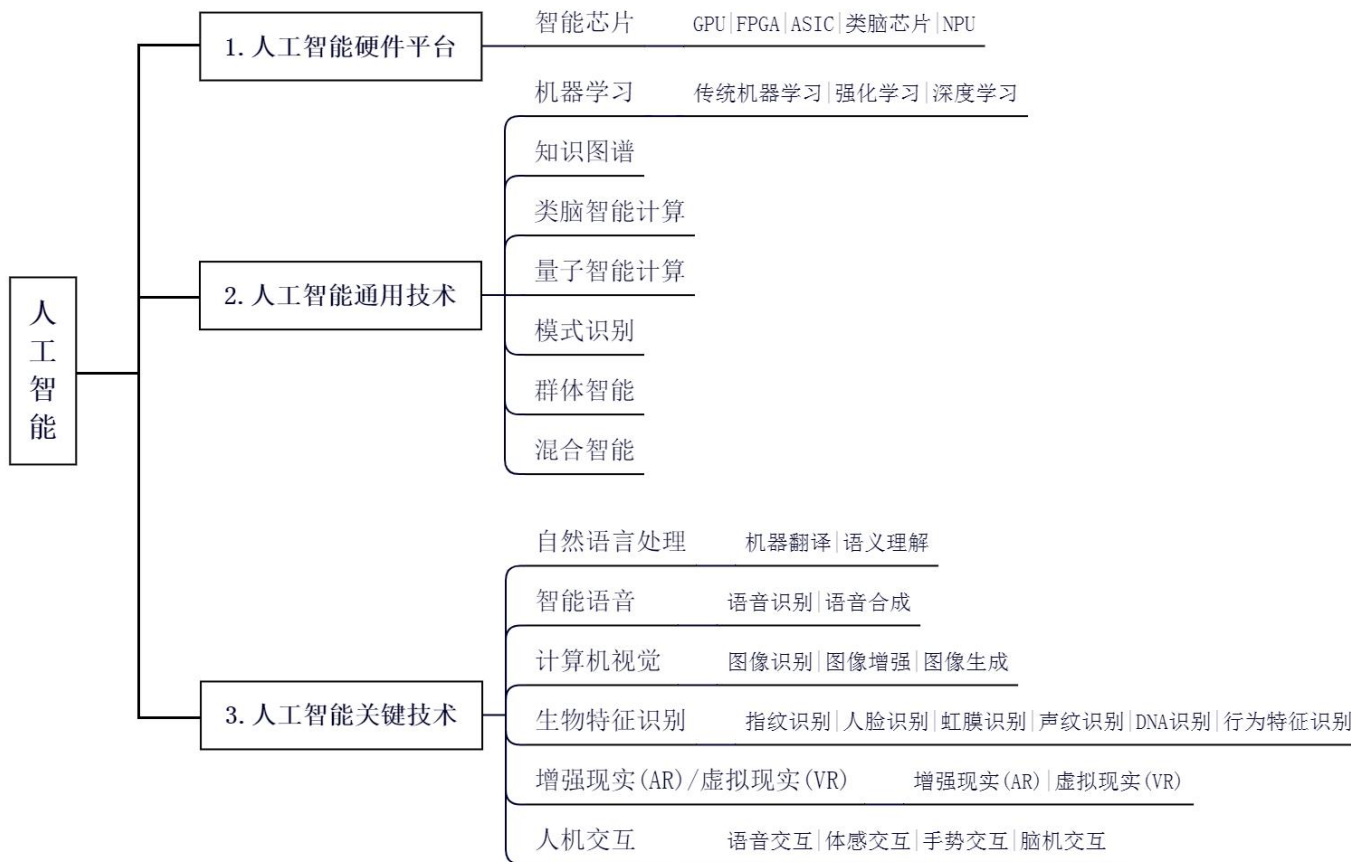 人工智能
1.人工智能硬件平台
智能芯片 GPU|FPGA|ASIC|类脑芯片|NPU
2.人工智能通用技术
机器学习 传统机器学习|强化学习|深度学习
知识图谱
类脑智能计算
量子智能计算
模式识别
群体智能
混合智能
3.人工智能关键技术
自然语言处理 机器翻译|语义理解
智能语音 语音识别|语音合成
计算机视觉 图像识别|图像增强|图像生成
生物特征识别 指纹识别|人脸识别|虹膜识别|声纹识别|DNA识别|行为特征识别
增强现实(AR)/虚拟现实(VR) 增强现实(AR)|虚拟现实(VR)
人机交互 语音交互|体感交互|手势交互|脑机交互